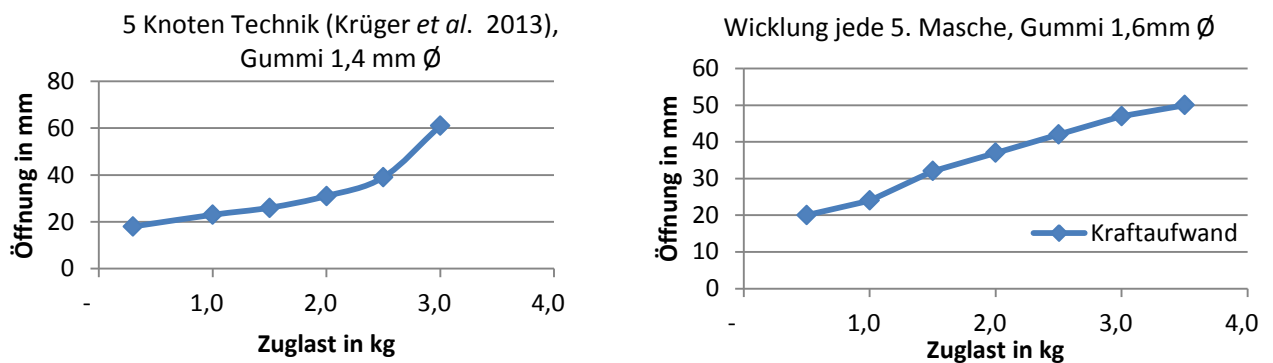 5 Knoten Technik (Krüger et al. 2013),
Gummi 1,4 mm Ø
80
60
40
20
0
-
1,0
2,0
3,0
4,0
Öffnung in mm
Zuglast in kg
Wicklung jede 5. Masche, Gummi 1,6mm Ø
60
50
40
30
20
10
0
-
1,0
2,0
3,0
4,0
Öffnung in mm
Zuglast in kg
Kraftaufwand